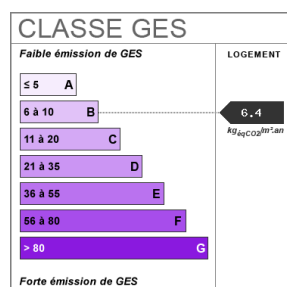 CLASSE GES
Faible émission de GES
LOGEMENT
≤ 5 A
6 à 10 B
6.4
kgéqCO2/m².an
11 à 20 C
21 à 35 D
36 à 55 E
56 à 80 F
> 80 G
Forte émission de GES